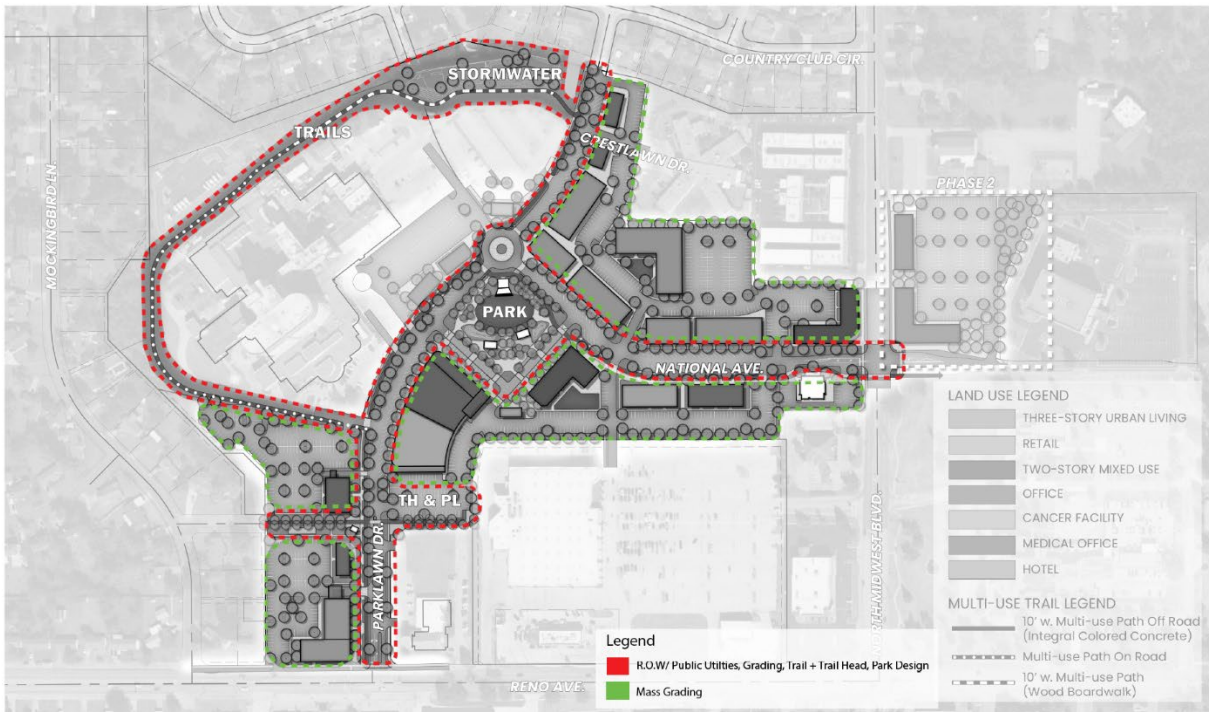 COUNTRY CLUB CIR.
STORMWATER
TRAILS
CRESTLAWN DR.
MOCKINGBIRD LN.
PHASE 2
PARK
NATIONAL AVE.
TH & PL
PARKLAWN DR.
NORTH MIDWEST BLVD.
RENO AVE.
LAND USE LEGEND
THREE-STORY URBAN LIVING
RETAIL
TWO-STORY MIXED USE
OFFICE
CANCER FACILITY
MEDICAL OFFICE
HOTEL
MULTI-USE TRAIL LEGEND
10' w. Multi-use Path Off Road
(Integral Colored Concrete)
Multi-use Path On Road
10' w. Multi-use Path
(Wood Boardwalk)
Legend
R.O.W/ Public Utilties, Grading, Trail + Trail Head, Park Design
Mass Grading